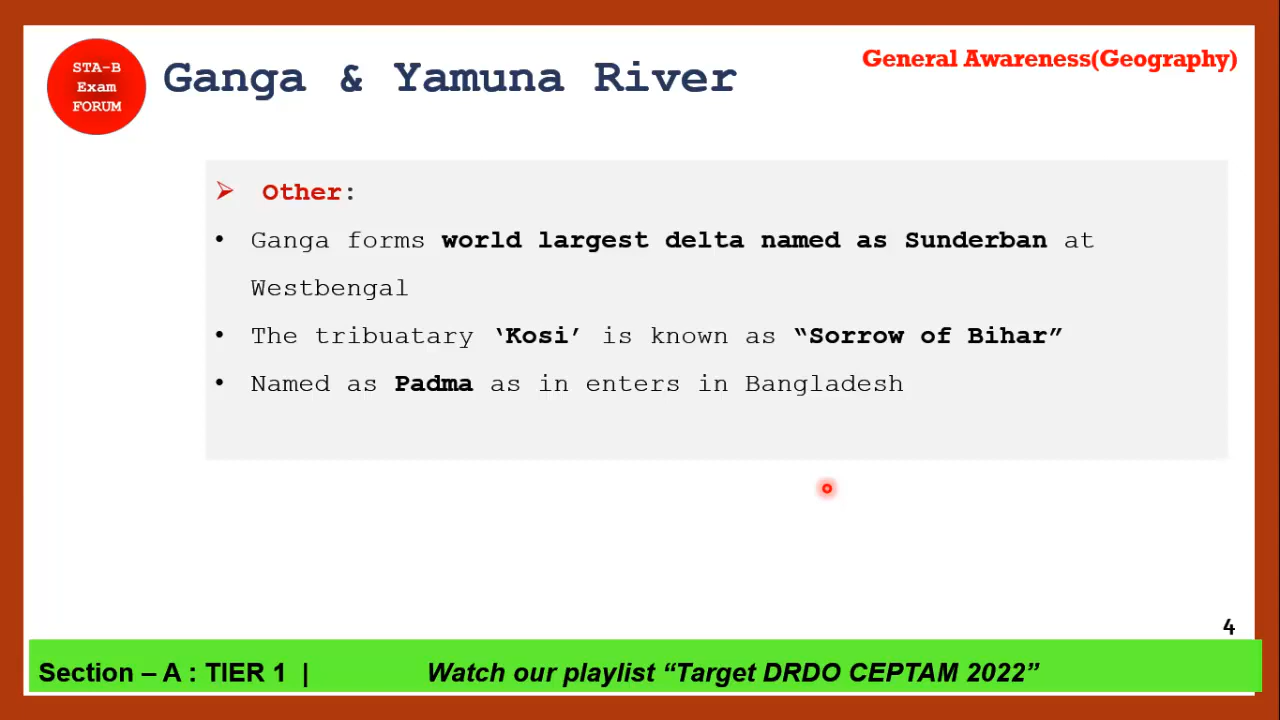 STA-B
Exam
FORUM
Ganga & Yamuna River
General Awareness(Geography)
➢ Other:
• Ganga forms world largest delta named as Sunderban at
Westbengal
• The tribuatary ‘Kosi’ is known as “Sorrow of Bihar”
• Named as Padma as in enters in Bangladesh
4
Section – A : TIER 1 | Watch our playlist “Target DRDO CEPTAM 2022”